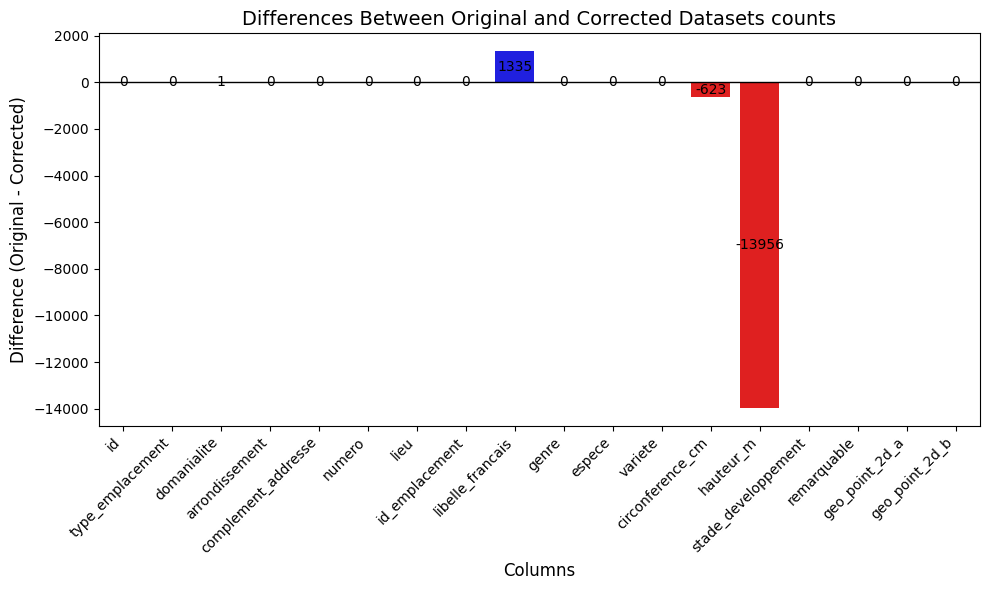 Differences Between Original and Corrected Datasets counts
Difference (Original - Corrected)
2000
0
−2000
−4000
−6000
−8000
−10000
−12000
−14000
0
0
1
0
0
0
0
0
1335
0
0
0
-623
-13956
0
0
0
0
id
type_emplacement
domanialite
arrondissement
complement_addresse
numero
lieu
id_emplacement
libelle_francais
genre
espece
variete
circonference_cm
hauteur_m
stade_developpement
remarquable
geo_point_2d_a
geo_point_2d_b
Columns